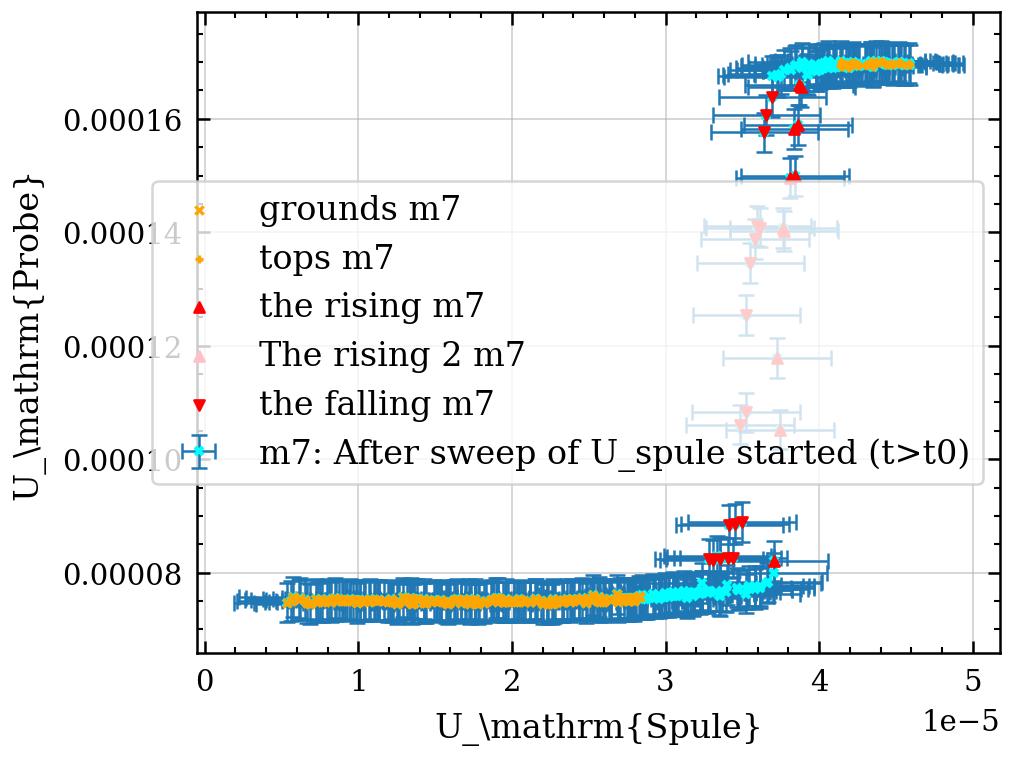 0.00016
0.00014
0.00012
0.00010
0.00008
U_\mathrm{Probe}
grounds m7
tops m7
the rising m7
The rising 2 m7
the falling m7
m7: After sweep of U_spule started (t>t0)
0 1 2 3 4 5
1e−5
U_\mathrm{Spule}